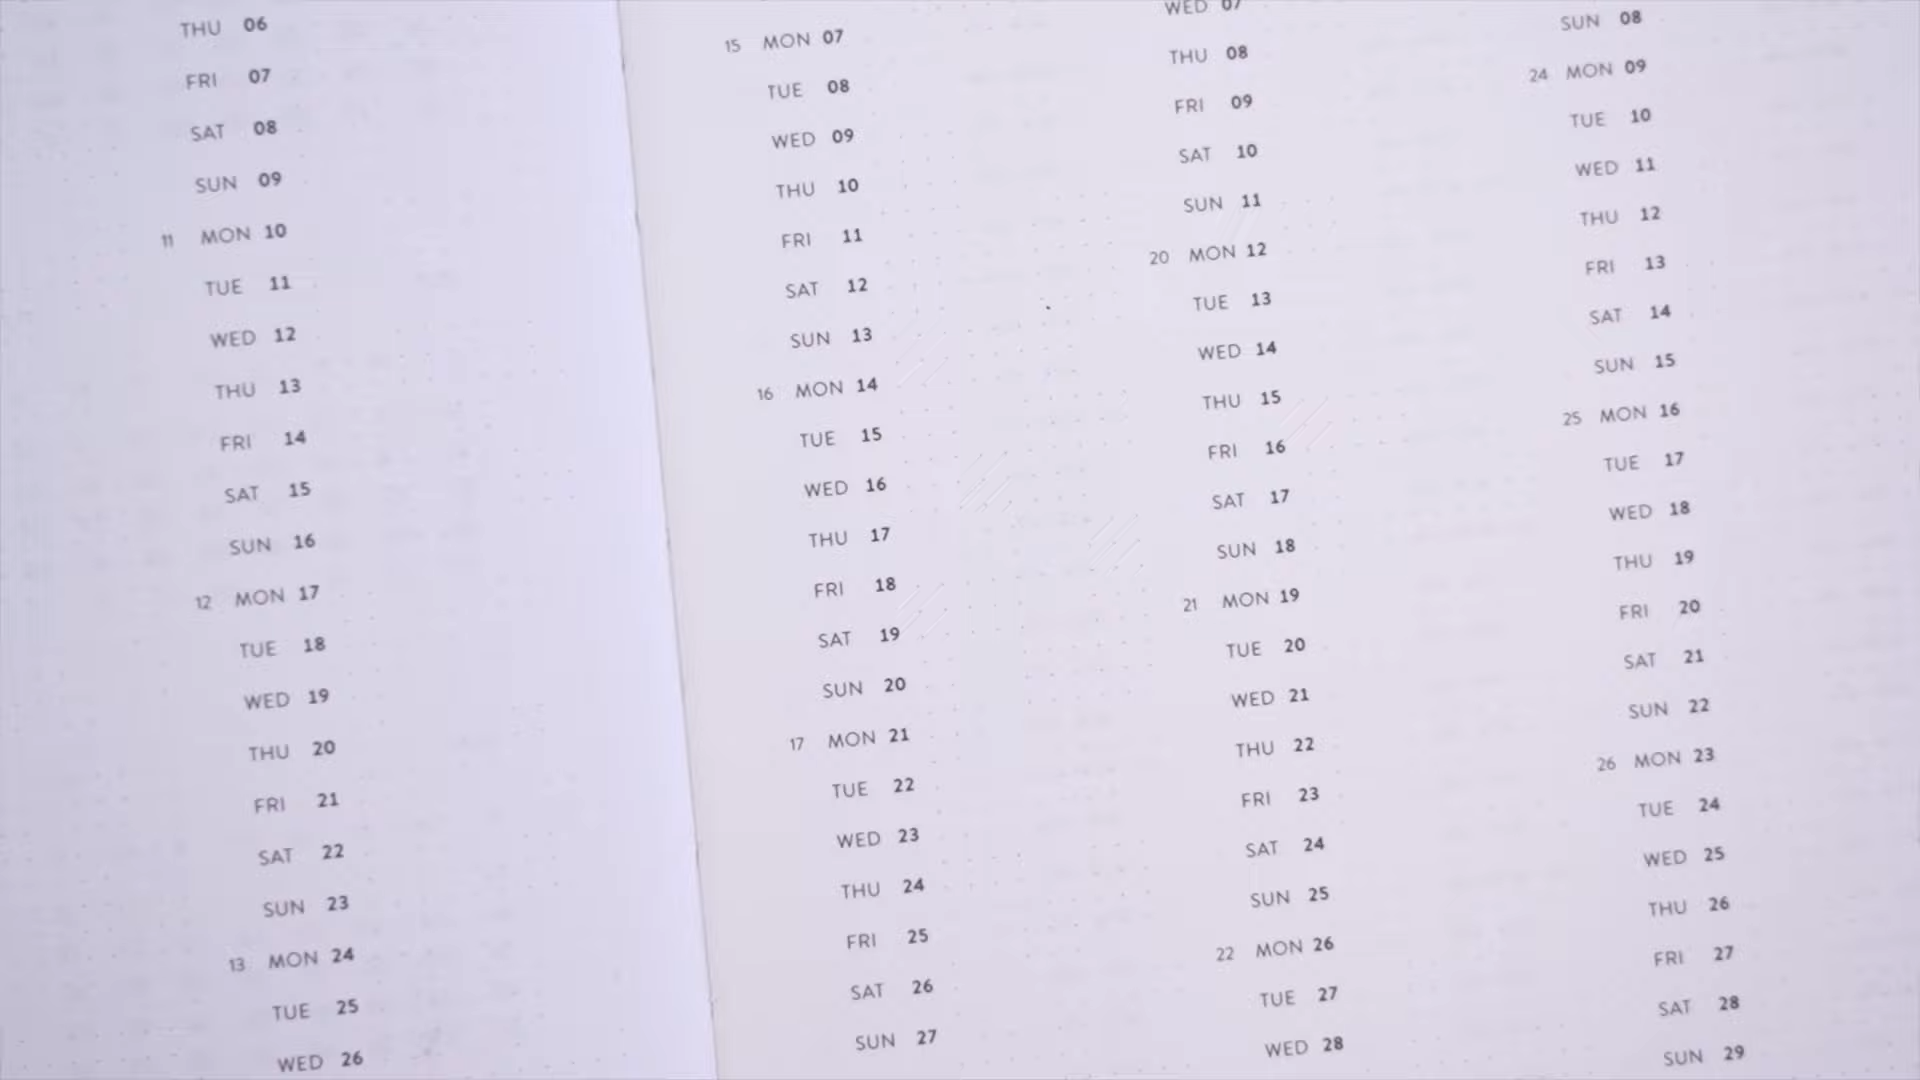 THU 06
FRI 07
SAT 08
SUN 09
11 MON 10
TUE 11
WED 12
THU 13
FRI 14
SAT 15
SUN 16
12 MON 17
TUE 18
WED 19
THU 20
FRI 21
SAT 22
SUN 23
13 MON 24
TUE 25
WED 26
15 MON 07
TUE 08
WED 09
THU 10
FRI 11
SAT 12
SUN 13
16 MON 14
TUE 15
WED 16
THU 17
FRI 18
SAT 19
SUN 20
17 MON 21
TUE 22
WED 23
THU 24
FRI 25
SAT 26
SUN 27
WED 07
THU 08
FRI 09
SAT 10
SUN 11
20 MON 12
TUE 13
WED 14
THU 15
FRI 16
SAT 17
SUN 18
21 MON 19
TUE 20
WED 21
THU 22
FRI 23
SAT 24
SUN 25
22 MON 26
TUE 27
WED 28
SUN 08
24 MON 09
TUE 10
WED 11
THU 12
FRI 13
SAT 14
SUN 15
25 MON 16
TUE 17
WED 18
THU 19
FRI 20
SAT 21
SUN 22
26 MON 23
TUE 24
WED 25
THU 26
FRI 27
SAT 28
SUN 29